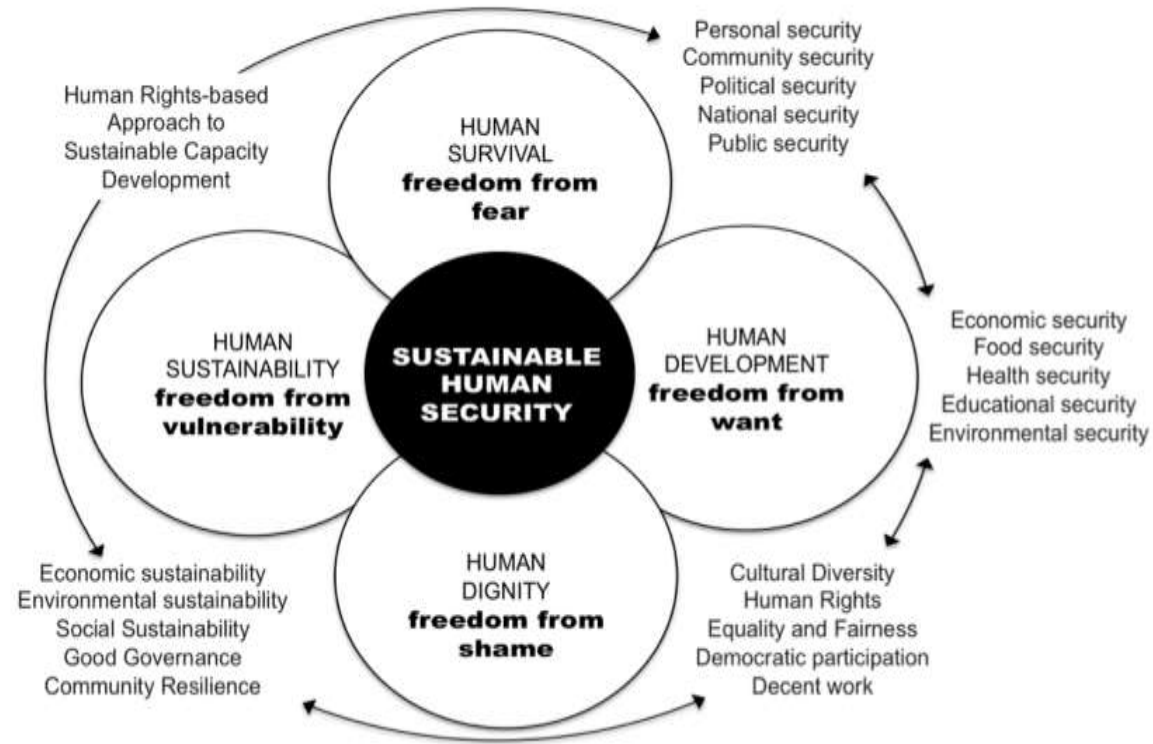 Personal security
Community security
Political security
National security
Public security
Human Rights-based
Approach to
Sustainable Capacity
Development
HUMAN
SURVIVAL
freedom from
fear
HUMAN
SUSTAINABILITY
freedom from
vulnerability
SUSTAINABLE
HUMAN
SECURITY
HUMAN
DEVELOPMENT
freedom from
want
Economic security
Food security
Health security
Educational security
Environmental security
HUMAN
DIGNITY
freedom from
shame
Economic sustainability
Environmental sustainability
Social Sustainability
Good Governance
Community Resilience
Cultural Diversity
Human Rights
Equality and Fairness
Democratic participation
Decent work